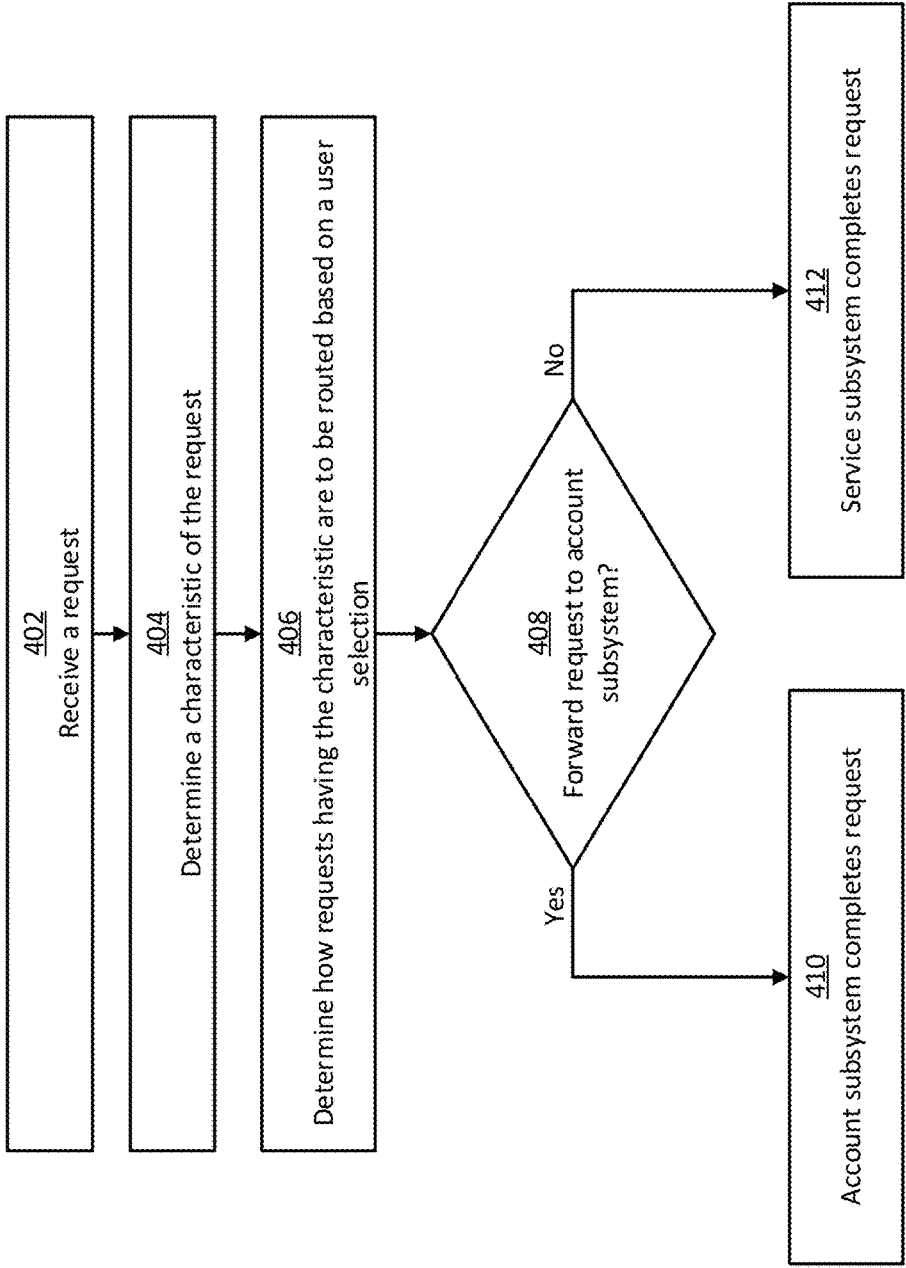 402
Receive a request
404
Determine a characteristic of the request
406
Determine how requests having the characteristic are to be routed based on a user
selection
408
Forward request to account
subsystem?
Yes
No
410
Account subsystem completes request
412
Service subsystem completes request